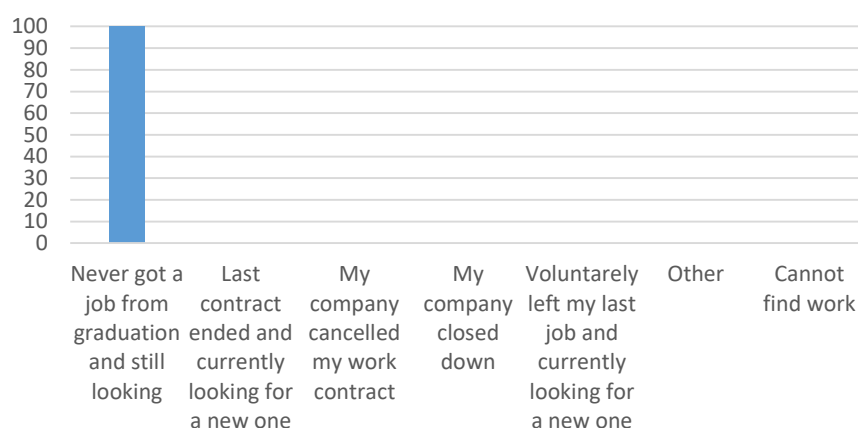 100
90
80
70
60
50
40
30
20
10
0
Never got a
job from
graduation
and still
looking
Last
contract
ended and
currently
looking for
a new one
My
company
cancelled
my work
contract
My
company
closed
down
Voluntarely
left my last
job and
currently
looking for
a new one
Other
Cannot
find work